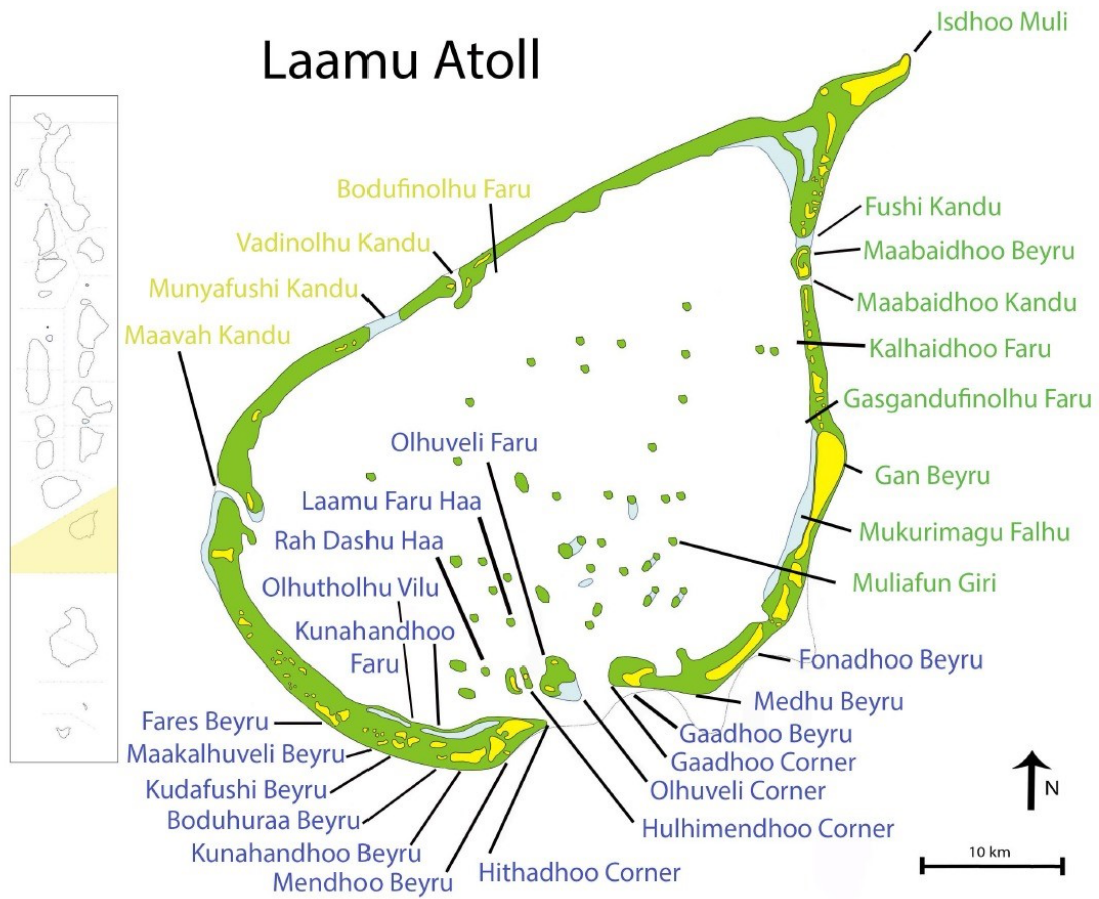 Laamu Atoll
Isdhoo Muli
Bodufinolhu Faru
Vadinolhu Kandu
Munyafushi Kandu
Maavah Kandu
Fushi Kandu
Maabaidhoo Beyru
Maabaidhoo Kandu
Kalhaidhoo Faru
Gasgandufinolhu Faru
Gan Beyru
Mukurimagu Falhu
Muliafun Giri
Olhuveli Faru
Laamu Faru Haa
Rah Dashu Haa
Olhutholhu Vilu
Kunahandhoo
Faru
Fares Beyru
Maakalhuveli Beyru
Kudafushi Beyru
Boduhuraa Beyru
Kunahandhoo Beyru
Mendhoo Beyru
Hithadhoo Corner
Fonadhoo Beyru
Medhu Beyru
Gaadhoo Beyru
Gaadhoo Corner
Olhuveli Corner
Hulhimendhoo Corner
N
10 km